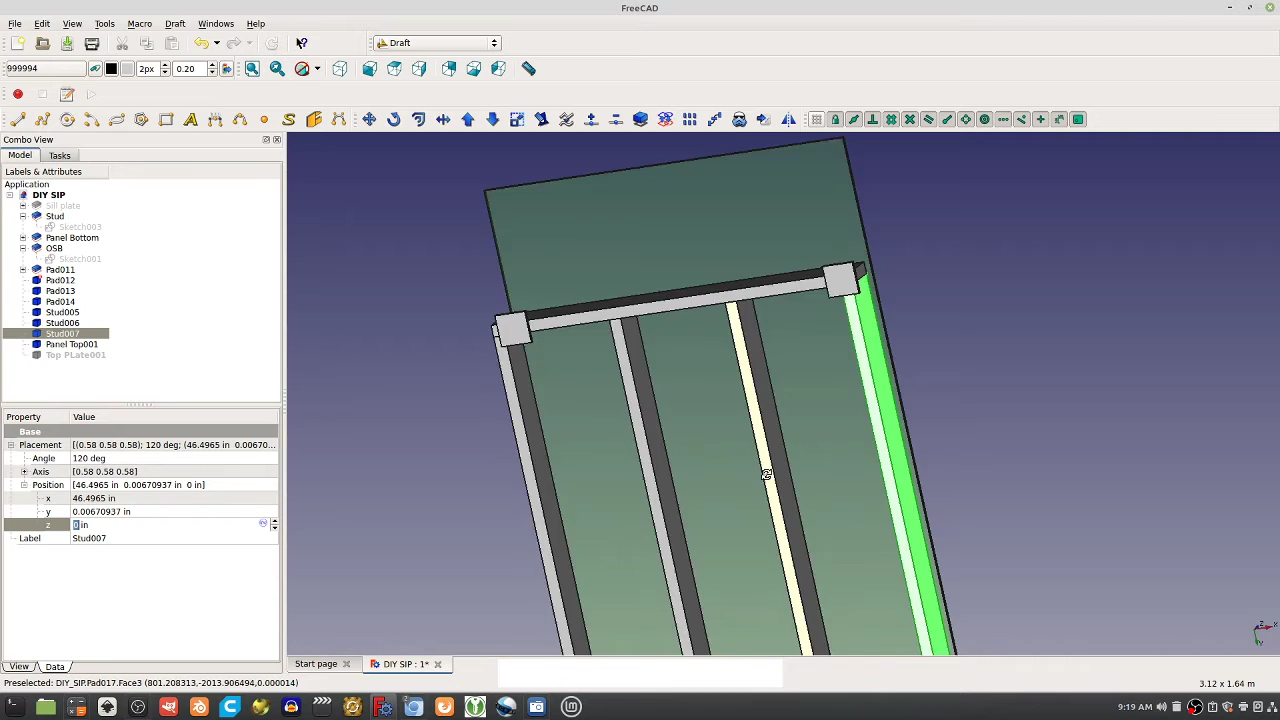 FreeCAD
File Edit View Tools Macro Draft Windows Help
Draft
999994 2px 0.20
Combo View
Model Tasks
Labels & Attributes
Application
DIY SIP
Sill plate
Stud
Sketch003
Panel Bottom
OSB
Sketch001
Pad011
Pad012
Pad013
Pad014
Stud005
Stud006
Stud007
Panel Top001
Top PLate001
Property Value
Base
Placement [(0.58 0.58 0.58); 120 deg; (46.4965 in 0.00670...
Angle 120 deg
Axis [0.58 0.58 0.58]
Position [46.4965 in 0.00670937 in 0 in]
x 46.4965 in
y 0.00670937 in
z 0 in
Label Stud007
View Data
Start page DIY SIP : 1*
Preselected: DIY_SIP.Pad017.Face3 (801.208313,-2013.906494,0.000014) 3.12 x 1.64 m
9:19 AM